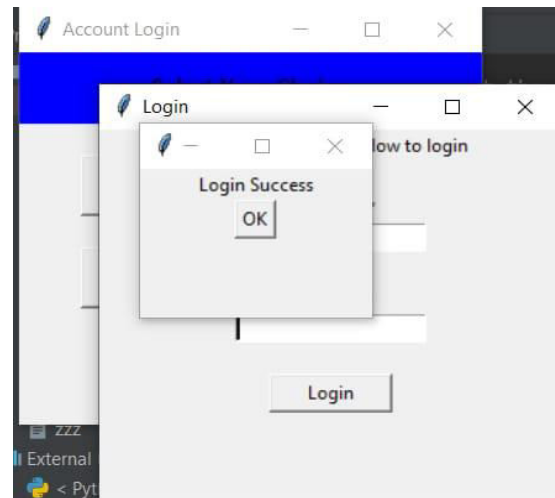 Account Login
Login
low to login
Login Success
OK
Login
zzz
External
< Pyt